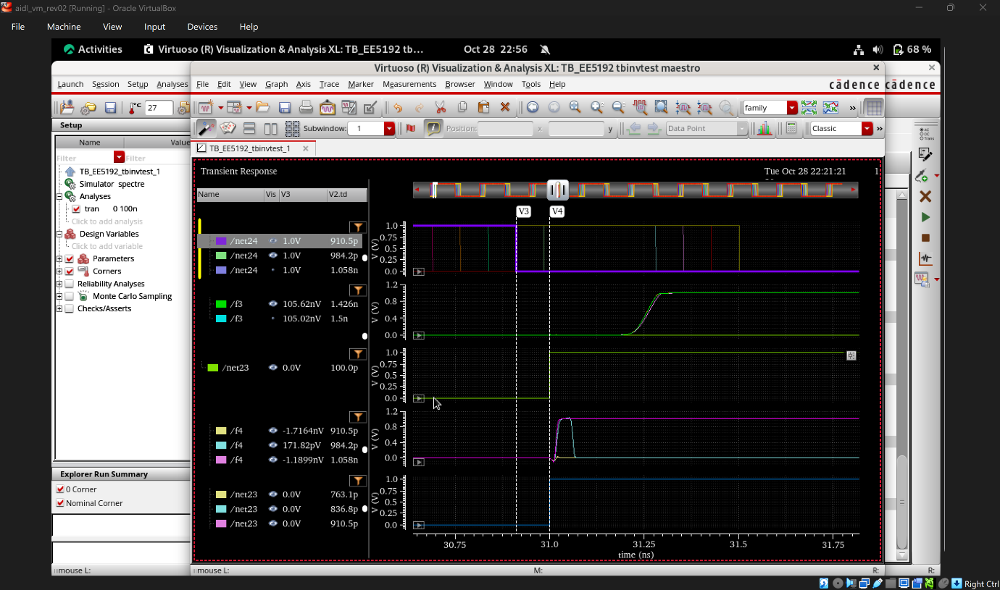 aidl_vm_rev02 [Running] - Oracle VirtualBox
File Machine View Input Devices Help
Activities Virtuoso (R) Visualization & Analysis XL: TB_EE5192 tb... Oct 28 22:56 68 %
Virtuoso (R) Visualization & Analysis XL: TB_EE5192 tbinvtest maestro
Launch Session Setup Analyses File Edit View Graph Axis Trace Marker Measurements Browser Window Tools Help cādence cādence
27 family »
Subwindow: 1 Position: x y Data Point Classic »
Setup
Name Value
Filter Filter
TB_EE5192_tbinvtest_1
Simulator spectre
Analyses
tran 0 100n
Click to add analysis
Design Variables
Click to add variable
Parameters
Corners
Reliability Analyses
Monte Carlo Sampling
Checks/Asserts
Explorer Run Summary
0 Corner
Nominal Corner
TB_EE5192_tbinvtest_1
Transient Response Tue Oct 28 22:21:21 1
Name Vis V3 V2.td
V3 V4
/net24 1.0V 910.5p
/net24 1.0V 984.2p
/net24 1.0V 1.058n
V (V)
1.0
0.75
0.5
0.25
0.0
/f3 105.62nV 1.426n
/f3 105.02nV 1.5n
V (V)
1.2
0.8
0.4
0.0
/net23 0.0V 100.0p
V (V)
1.0
0.75
0.5
0.25
0.0
/f4 -1.7164nV 910.5p
/f4 171.82pV 984.2p
/f4 -1.1899nV 1.058n
V (V)
1.2
0.8
0.4
0.0
/net23 0.0V 763.1p
/net23 0.0V 836.8p
/net23 0.0V 910.5p
V (V)
1.0
0.75
0.5
0.25
0.0
30.75 31.0 31.25 31.5 31.75
time (ns)
mouse L: mouse L: M: R: R:
Right Ctrl